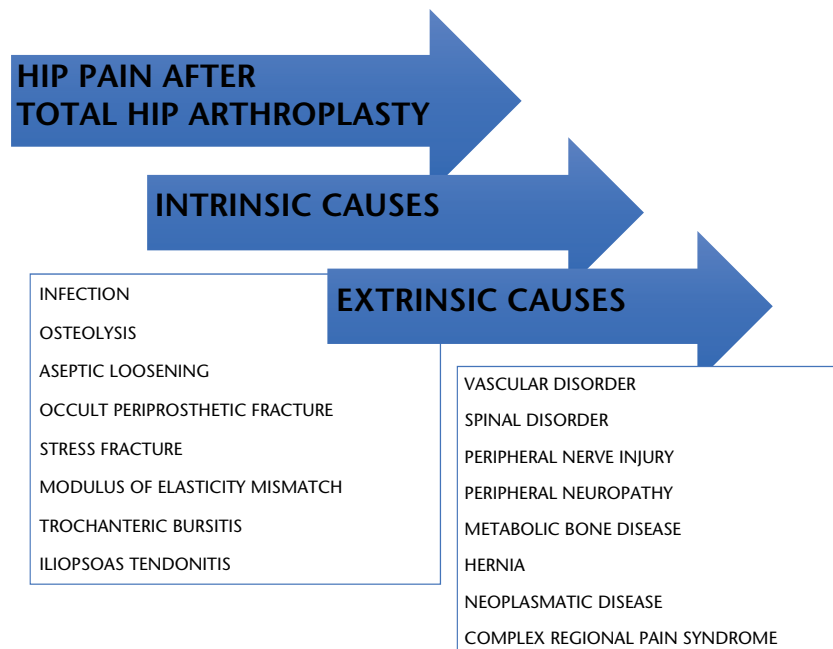 HIP PAIN AFTER
TOTAL HIP ARTHROPLASTY
INTRINSIC CAUSES
EXTRINSIC CAUSES
INFECTION
OSTEOLYSIS
ASEPTIC LOOSENING
OCCULT PERIPROSTHETIC FRACTURE
STRESS FRACTURE
MODULUS OF ELASTICITY MISMATCH
TROCHANTERIC BURSITIS
ILIOPSOAS TENDONITIS
VASCULAR DISORDER
SPINAL DISORDER
PERIPHERAL NERVE INJURY
PERIPHERAL NEUROPATHY
METABOLIC BONE DISEASE
HERNIA
NEOPLASMATIC DISEASE
COMPLEX REGIONAL PAIN SYNDROME